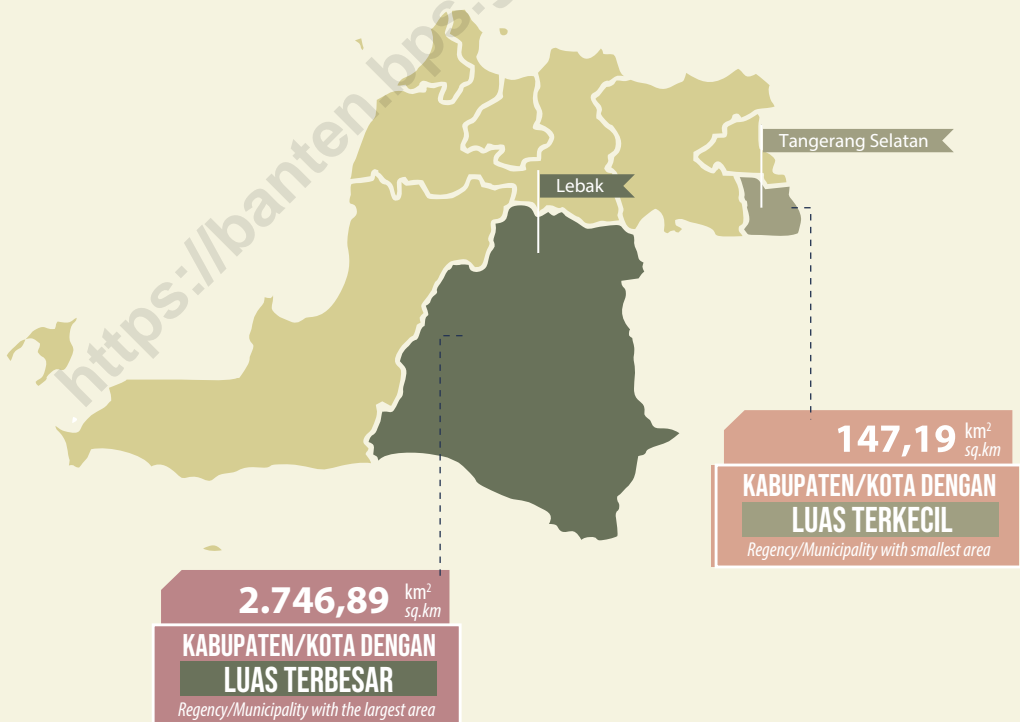 https://banten.bps.
Tangerang Selatan
Lebak
147,19 km² sq.km
KABUPATEN/KOTA DENGAN
LUAS TERKECIL
Regency/Municipality with smallest area
2.746,89 km² sq.km
KABUPATEN/KOTA DENGAN
LUAS TERBESAR
Regency/Municipality with the largest area